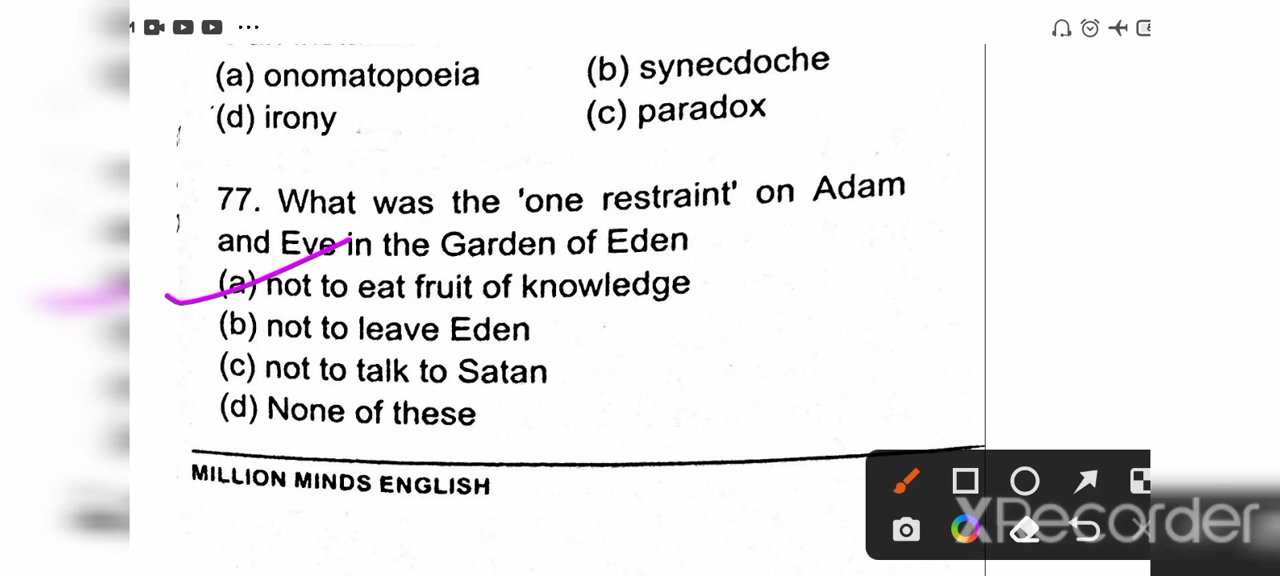 (a) onomatopoeia (b) synecdoche
(d) irony (c) paradox
77. What was the 'one restraint' on Adam
and Eve in the Garden of Eden
(a) not to eat fruit of knowledge
(b) not to leave Eden
(c) not to talk to Satan
(d) None of these
MILLION MINDS ENGLISH
XRecorder